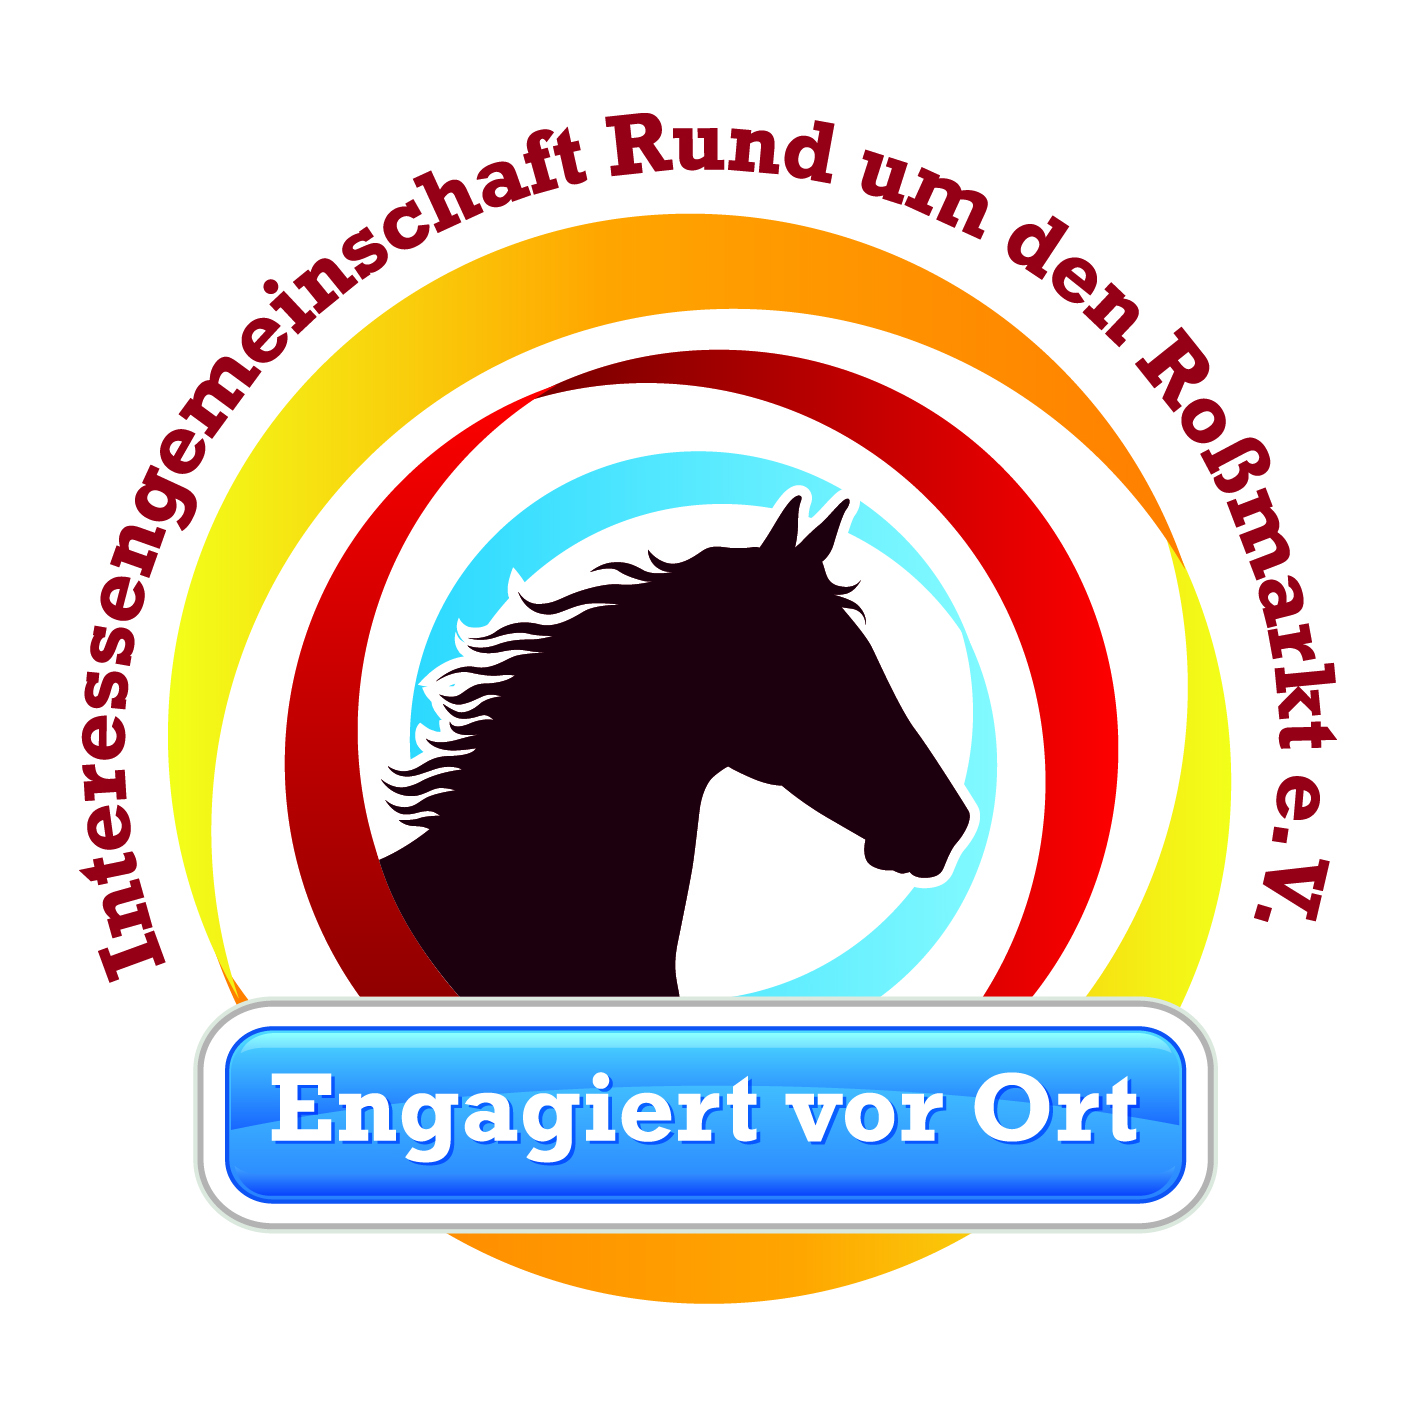 Interessengemeinschaft Rund um den Roßmarkt e. V.
Engagiert vor Ort